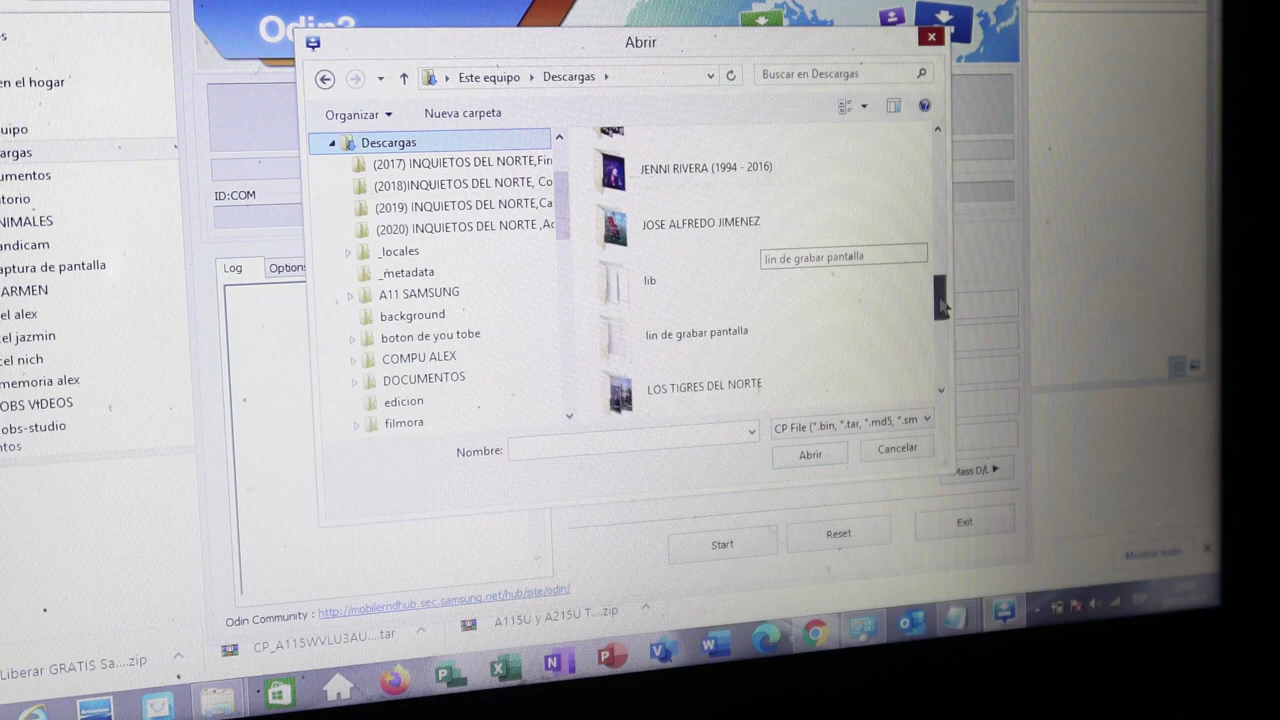 Odin3
Abrir
Este equipo
Descargas
Buscar en Descargas
Organizar
Nueva carpeta
Descargas
(2017) INQUIETOS DEL NORTE,Fin
(2018)INQUIETOS DEL NORTE, Co
(2019) INQUIETOS DEL NORTE,Ca
(2020) INQUIETOS DEL NORTE ,Ac
_locales
_metadata
A11 SAMSUNG
background
boton de you tobe
COMPU ALEX
DOCUMENTOS
edicion
filmora
JENNI RIVERA (1994 - 2016)
JOSE ALFREDO JIMENEZ
lin de grabar pantalla
lib
lin de grabar pantalla
LOS TIGRES DEL NORTE
Nombre:
CP File (*.bin, *.tar, *.md5, *.sm
Abrir
Cancelar
en el hogar
uipo
argas
umentos
torio
NIMALES
andicam
aptura de pantalla
ARMEN
el alex
el jazmin
cel nich
memoria alex
OBS VIDEOS
obs-studio
ntos
ID:COM
Log
Options
Mass D/L
Start
Reset
Exit
Odin Community : http://mobilerndhub.sec.samsung.net/hub/site/odin/
Mostrar todo
Liberar GRATIS Sa....zip
CP_A115WVLU3AU....tar
A115U y A215U T....zip